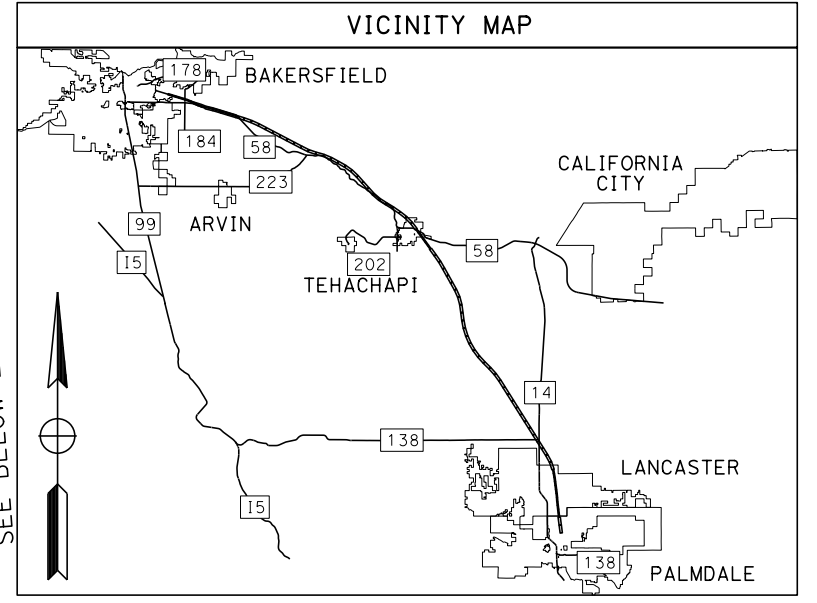 VICINITY MAP
178
BAKERSFIELD
184
58
CALIFORNIA
CITY
223
99
ARVIN
I5
202
58
TEHACHAPI
14
138
LANCASTER
I5
138
PALMDALE
SEE BELOW